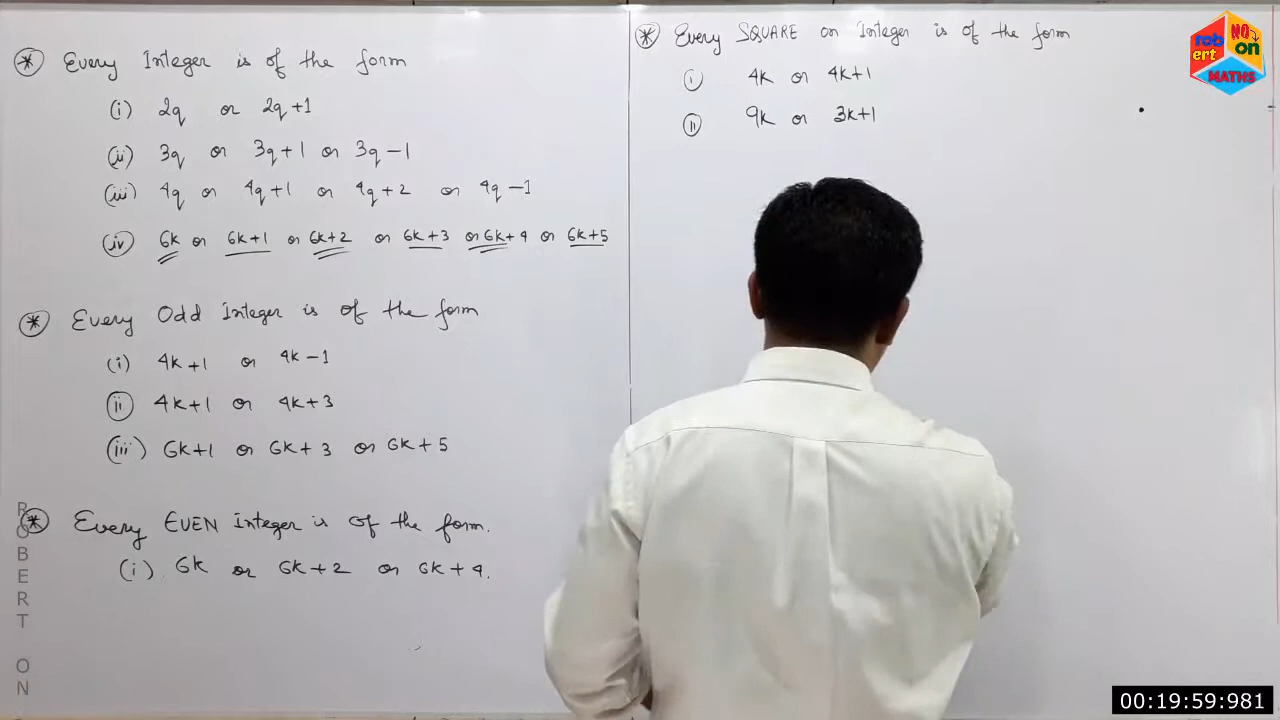 * Every Integer is of the form
(i) 2q or 2q+1
(ii) 3q or 3q+1 or 3q-1
(iii) 4q or 4q+1 or 4q+2 or 4q-1
(iv) 6k or 6k+1 or 6k+2 or 6k+3 or 6k+4 or 6k+5
* Every Odd Integer is of the form
(i) 4k+1 or 4k-1
(ii) 4k+1 or 4k+3
(iii) 6k+1 or 6k+3 or 6k+5
* Every EVEN Integer is of the form.
(i) 6k or 6k+2 or 6k+4.
* Every SQUARE on Integer is of the form
(i) 4k or 4k+1
(ii) 9k or 3k+1
rob ert NO on MATHS
ROBERT ON
00:19:59:981